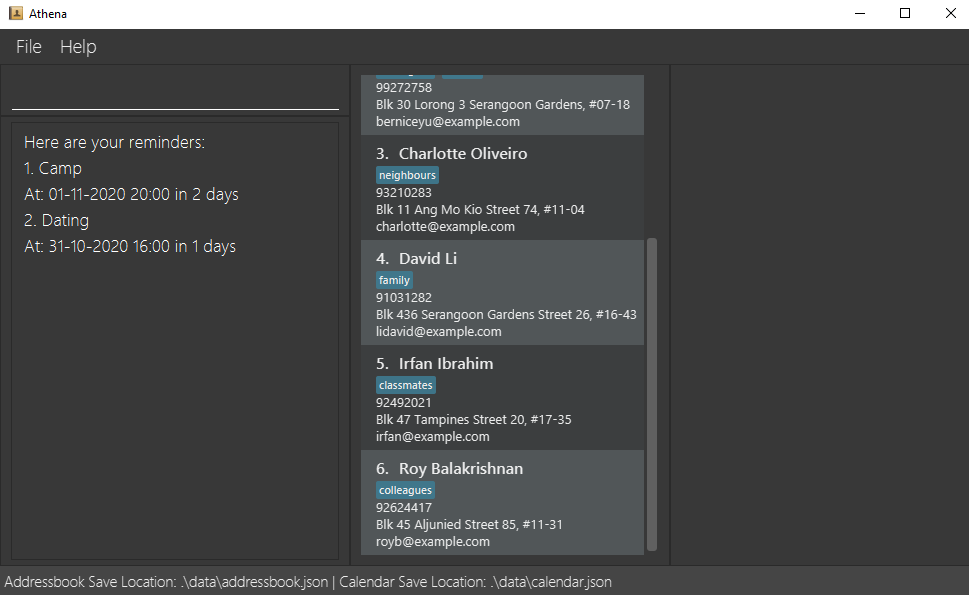 Athena
File Help
Here are your reminders:
1. Camp
At: 01-11-2020 20:00 in 2 days
2. Dating
At: 31-10-2020 16:00 in 1 days
99272758
Blk 30 Lorong 3 Serangoon Gardens, #07-18
berniceyu@example.com
3. Charlotte Oliveiro
neighbours
93210283
Blk 11 Ang Mo Kio Street 74, #11-04
charlotte@example.com
4. David Li
family
91031282
Blk 436 Serangoon Gardens Street 26, #16-43
lidavid@example.com
5. Irfan Ibrahim
classmates
92492021
Blk 47 Tampines Street 20, #17-35
irfan@example.com
6. Roy Balakrishnan
colleagues
92624417
Blk 45 Aljunied Street 85, #11-31
royb@example.com
Addressbook Save Location: .\data\addressbook.json | Calendar Save Location: .\data\calendar.json